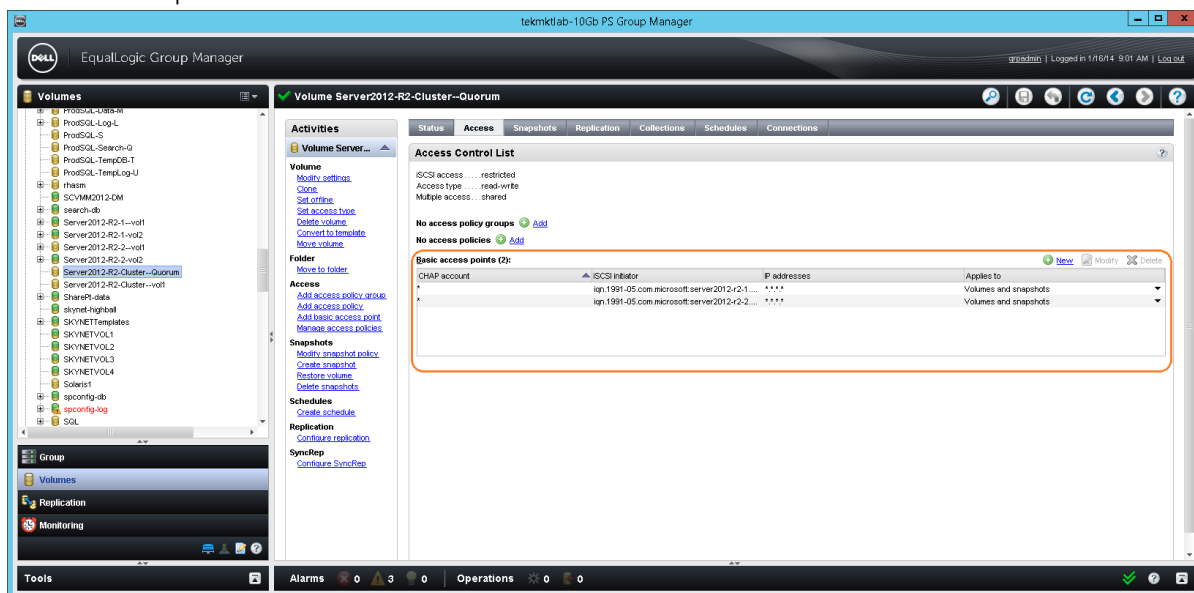 tekmktlab-10Gb PS Group Manager
DELL
EqualLogic Group Manager
grpadmin | Logged in 1/16/14 9:01 AM | Log out
Volumes
ProdSQL-Data-M
ProdSQL-Log-L
ProdSQL-S
ProdSQL-Search-Q
ProdSQL-TempDB-T
ProdSQL-TempLog-U
rhasm
SCVMM2012-DM
search-db
Server2012-R2-1--vol1
Server2012-R2-1-vol2
Server2012-R2-2--vol1
Server2012-R2-2-vol2
Server2012-R2-Cluster--Quorum
Server2012-R2-Cluster--vol1
SharePt-data
skynet-highball
SKYNETTemplates
SKYNETVOL1
SKYNETVOL2
SKYNETVOL3
SKYNETVOL4
Solaris1
spconfig-db
spconfig-log
SQL
Group
Volumes
Replication
Monitoring
Tools
Volume Server2012-R2-Cluster--Quorum
Activities
Volume Server...
Volume
Modify settings
Clone
Set offline
Set access type
Delete volume
Convert to template
Move volume
Folder
Move to folder
Access
Add access policy group
Add access policy
Add basic access point
Manage access policies
Snapshots
Modify snapshot policy
Create snapshot
Restore volume
Delete snapshots
Schedules
Create schedule
Replication
Configure replication
SyncRep
Configure SyncRep
Status Access Snapshots Replication Collections Schedules Connections
Access Control List
iSCSI access .....restricted
Access type .....read-write
Multiple access...shared
No access policy groups Add
No access policies Add
Basic access points (2): New Modify Delete
CHAP account iSCSI initiator IP addresses Applies to
* iqn.1991-05.com.microsoft:server2012-r2-1.... *.*.*.* Volumes and snapshots
* iqn.1991-05.com.microsoft:server2012-r2-2.... *.*.*.* Volumes and snapshots
Alarms 0 3 0 Operations 0 0